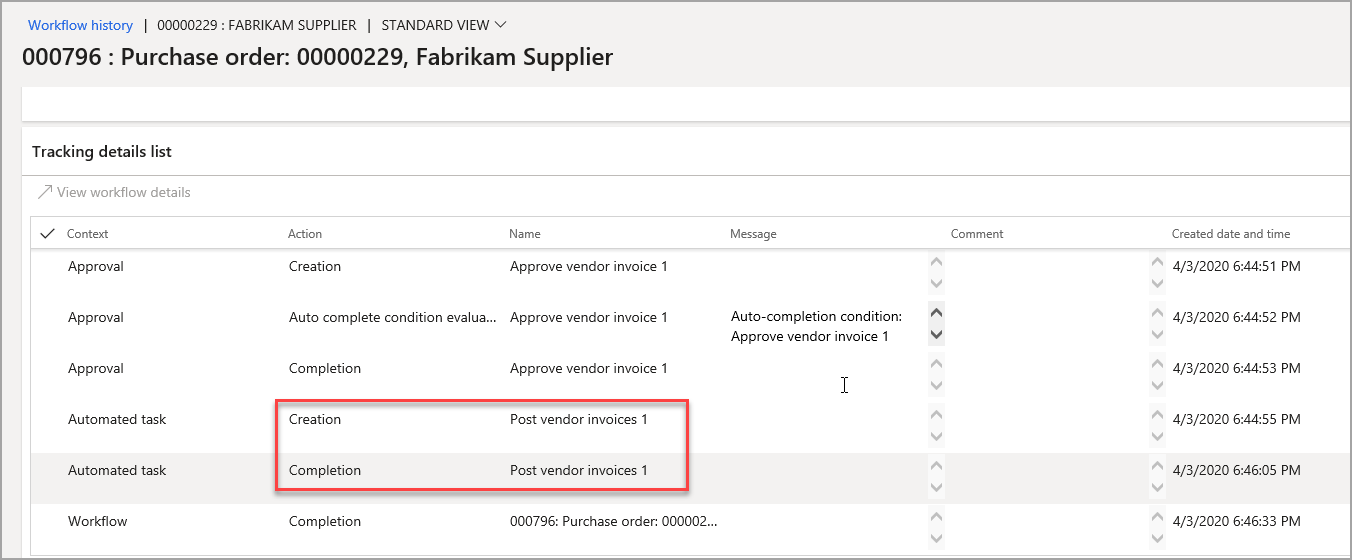 Workflow history | 00000229 : FABRIKAM SUPPLIER | STANDARD VIEW
000796 : Purchase order: 00000229, Fabrikam Supplier
Tracking details list
View workflow details
Context Action Name Message Comment Created date and time
Approval Creation Approve vendor invoice 1 4/3/2020 6:44:51 PM
Approval Auto complete condition evalua... Approve vendor invoice 1 Auto-completion condition: 4/3/2020 6:44:52 PM
Approve vendor invoice 1
Approval Completion Approve vendor invoice 1 4/3/2020 6:44:53 PM
Automated task Creation Post vendor invoices 1 4/3/2020 6:44:55 PM
Automated task Completion Post vendor invoices 1 4/3/2020 6:46:05 PM
Workflow Completion 000796: Purchase order: 000002... 4/3/2020 6:46:33 PM